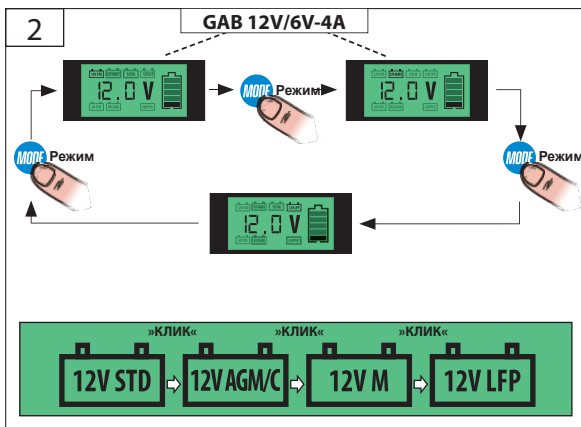 2
GAB 12V/6V-4A
12.0 V
MODE Режим
12.0 V
MODE Режим
MODE Режим
12.0 V
»КЛИК« »КЛИК« »КЛИК«
12V STD 12V AGM/C 12V M 12V LFP